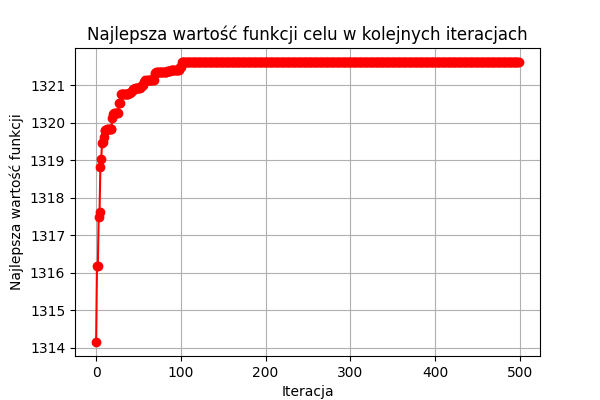 Najlepsza wartość funkcji celu w kolejnych iteracjach
Najlepsza wartość funkcji
1321
1320
1319
1318
1317
1316
1315
1314
0 100 200 300 400 500
Iteracja